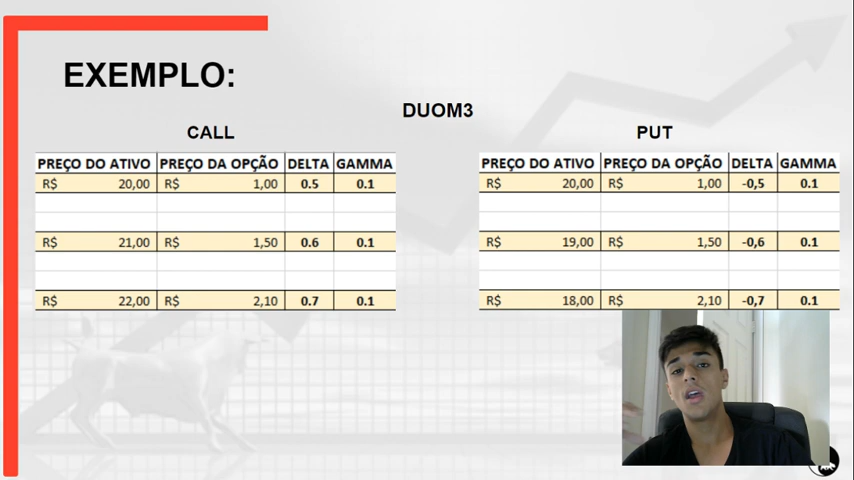 EXEMPLO:
DUOM3
CALL
PREÇO DO ATIVO PREÇO DA OPÇÃO DELTA GAMMA
R$ 20,00 R$ 1,00 0.5 0.1
R$ 21,00 R$ 1,50 0.6 0.1
R$ 22,00 R$ 2,10 0.7 0.1
PUT
PREÇO DO ATIVO PREÇO DA OPÇÃO DELTA GAMMA
R$ 20,00 R$ 1,00 -0,5 0.1
R$ 19,00 R$ 1,50 -0,6 0.1
R$ 18,00 R$ 2,10 -0,7 0.1